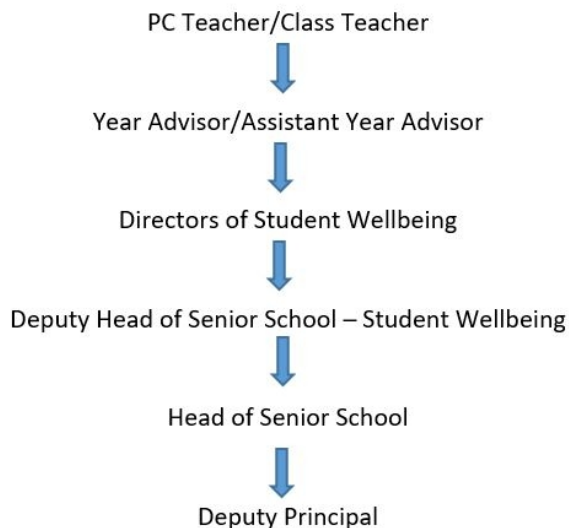 PC Teacher/Class Teacher
Year Advisor/Assistant Year Advisor
Directors of Student Wellbeing
Deputy Head of Senior School – Student Wellbeing
Head of Senior School
Deputy Principal